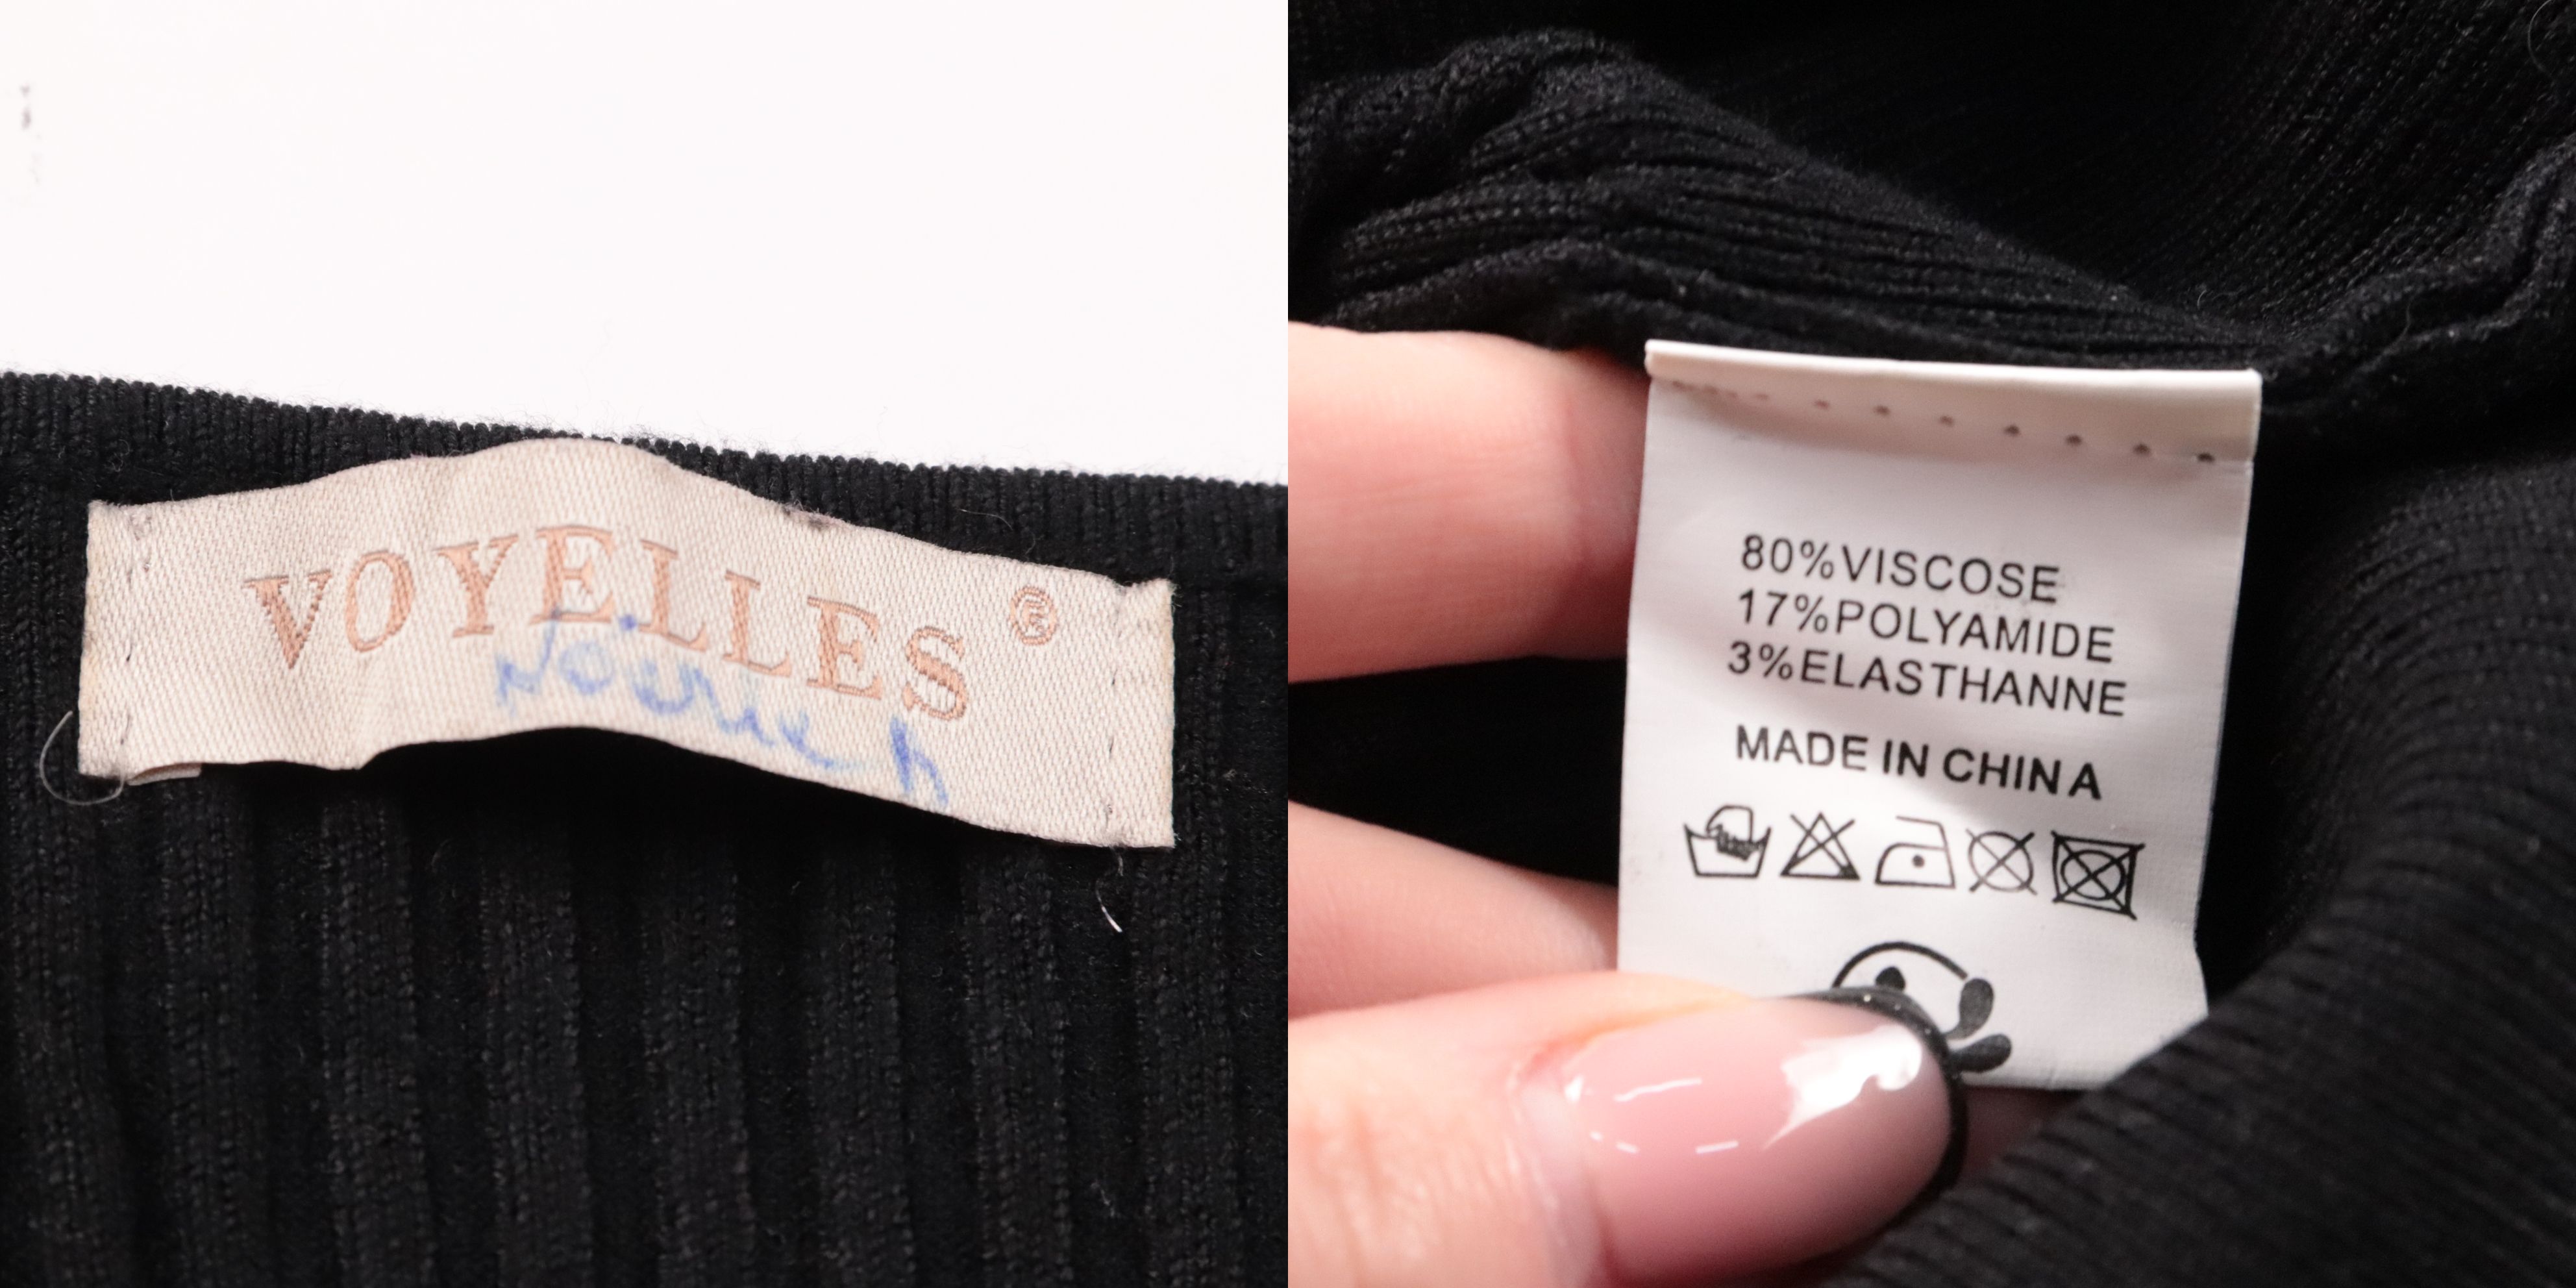 VOYELLES ®
80%VISCOSE
17%POLYAMIDE
3%ELASTHANNE
MADE IN CHINA